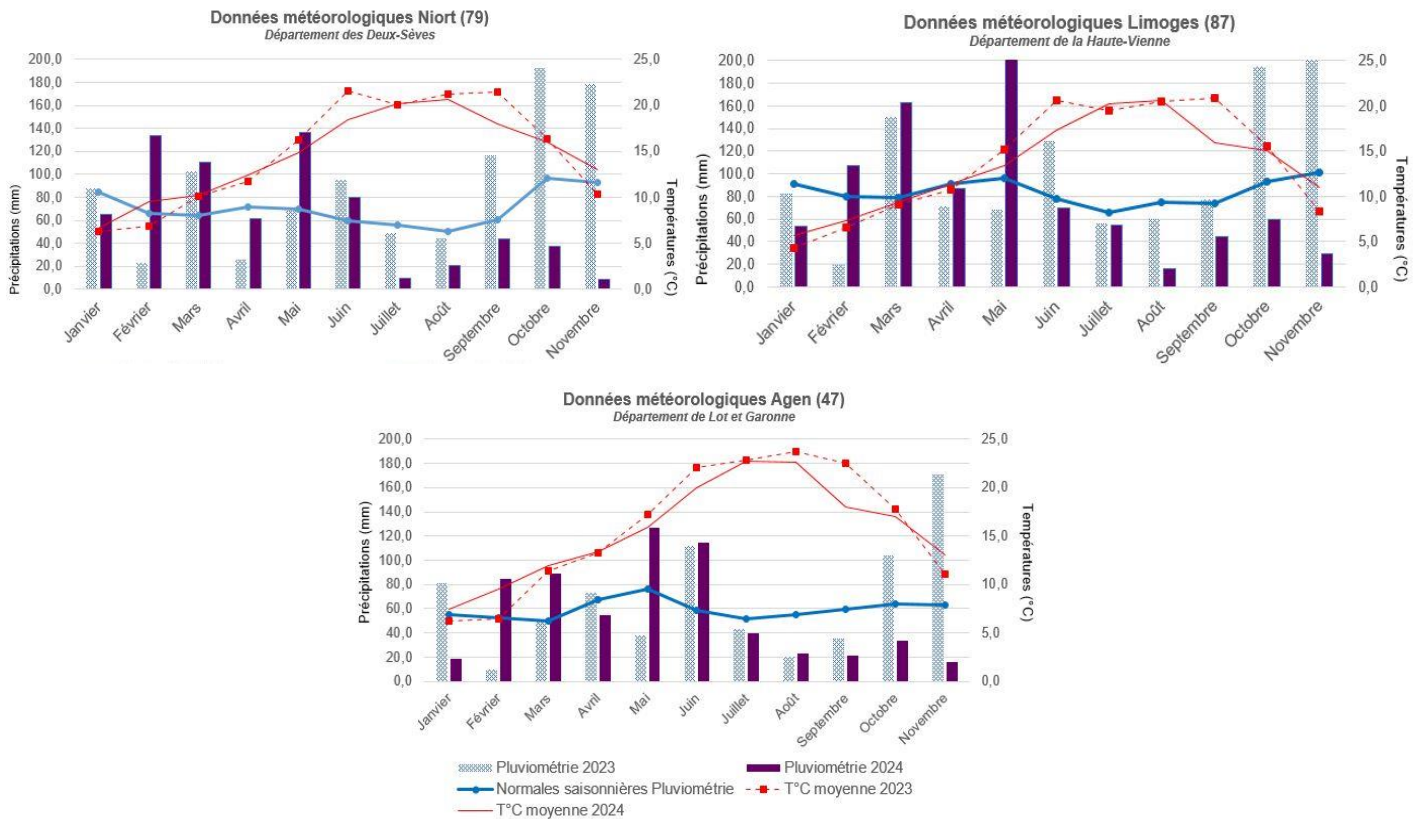 Données météorologiques Niort (79)
Département des Deux-Sèves
Précipitations (mm)
200,0
180,0
160,0
140,0
120,0
100,0
80,0
60,0
40,0
20,0
0,0
25,0
20,0
15,0
10,0
5,0
0,0
Températures (°C)
Janvier
Février
Mars
Avril
Mai
Juin
Juillet
Août
Septembre
Octobre
Novembre
Données météorologiques Limoges (87)
Département de la Haute-Vienne
Précipitations (mm)
200,0
180,0
160,0
140,0
120,0
100,0
80,0
60,0
40,0
20,0
0,0
25,0
20,0
15,0
10,0
5,0
0,0
Températures (°C)
Janvier
Février
Mars
Avril
Mai
Juin
Juillet
Août
Septembre
Octobre
Novembre
Données météorologiques Agen (47)
Département de Lot et Garonne
Précipitations (mm)
200,0
180,0
160,0
140,0
120,0
100,0
80,0
60,0
40,0
20,0
0,0
25,0
20,0
15,0
10,0
5,0
0,0
Températures (°C)
Janvier
Février
Mars
Avril
Mai
Juin
Juillet
Août
Septembre
Octobre
Novembre
Pluviométrie 2023 Pluviométrie 2024
Normales saisonnières Pluviométrie T°C moyenne 2023
T°C moyenne 2024